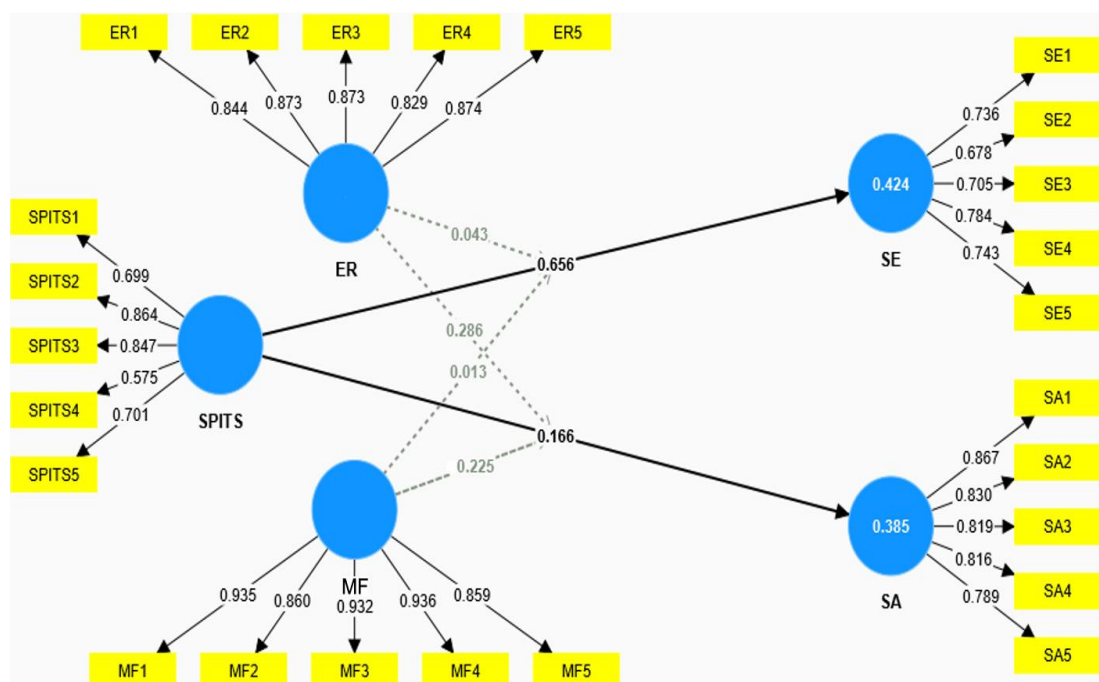 ER1 ER2 ER3 ER4 ER5
0.844 0.873 0.873 0.829 0.874
ER
SPITS1
SPITS2
SPITS3
SPITS4
SPITS5
0.699
0.864
0.847
0.575
0.701
SPITS
0.043
0.656
0.286
0.013
0.166
0.225
MF
0.935 0.860 0.932 0.936 0.859
MF1 MF2 MF3 MF4 MF5
0.424
SE
0.736
0.678
0.705
0.784
0.743
SE1
SE2
SE3
SE4
SE5
0.385
SA
0.867
0.830
0.819
0.816
0.789
SA1
SA2
SA3
SA4
SA5